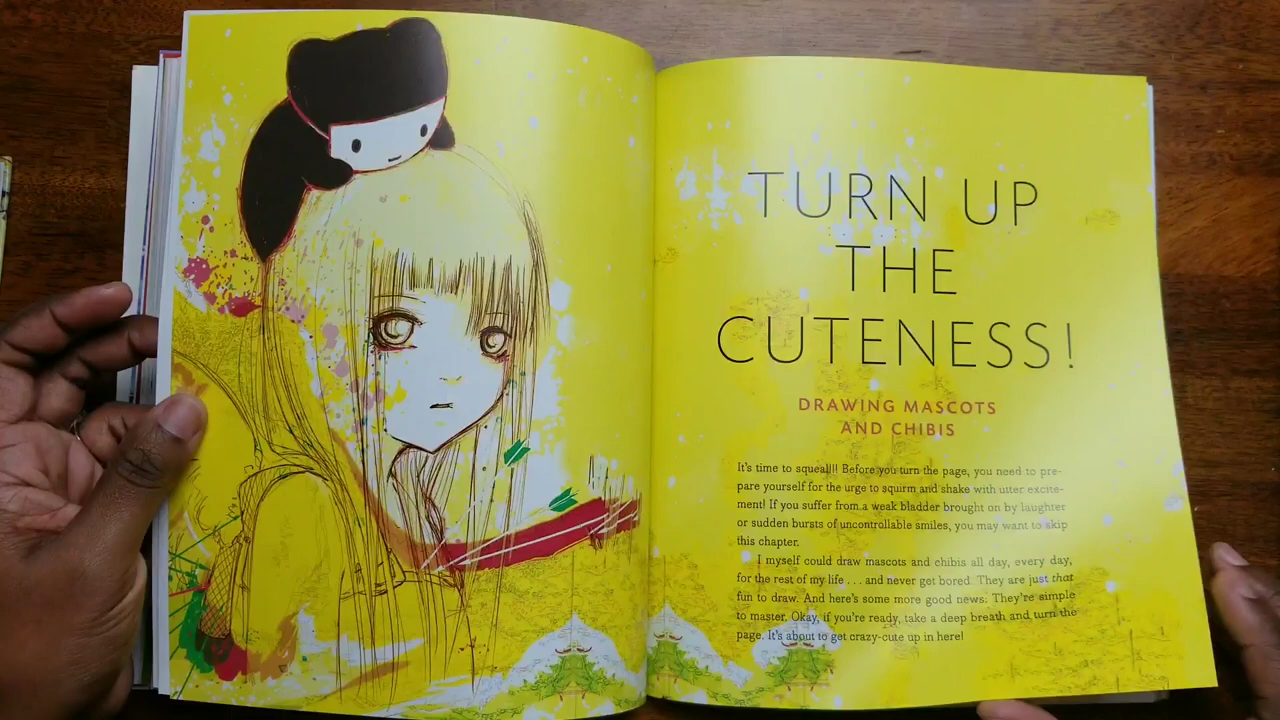 TURN UP
THE
CUTENESS!
DRAWING MASCOTS
AND CHIBIS
It's time to squeal!!! Before you turn the page, you need to pre-
pare yourself for the urge to squirm and shake with utter excite-
ment! If you suffer from a weak bladder brought on by laughter
or sudden bursts of uncontrollable smiles, you may want to skip
this chapter.
I myself could draw mascots and chibis all day, every day,
for the rest of my life . . . and never get bored. They are just that
fun to draw. And here's some more good news: They're simple
to master. Okay, if you're ready, take a deep breath and turn the
page. It's about to get crazy-cute up in here!